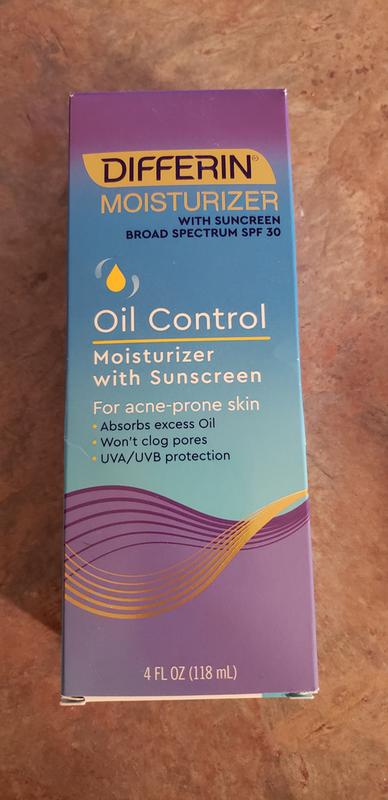 DIFFERIN®
MOISTURIZER
WITH SUNCREEN
BROAD SPECTRUM SPF 30
Oil Control
Moisturizer
with Sunscreen
For acne-prone skin
• Absorbs excess Oil
• Won't clog pores
• UVA/UVB protection
4 FL OZ (118 mL)